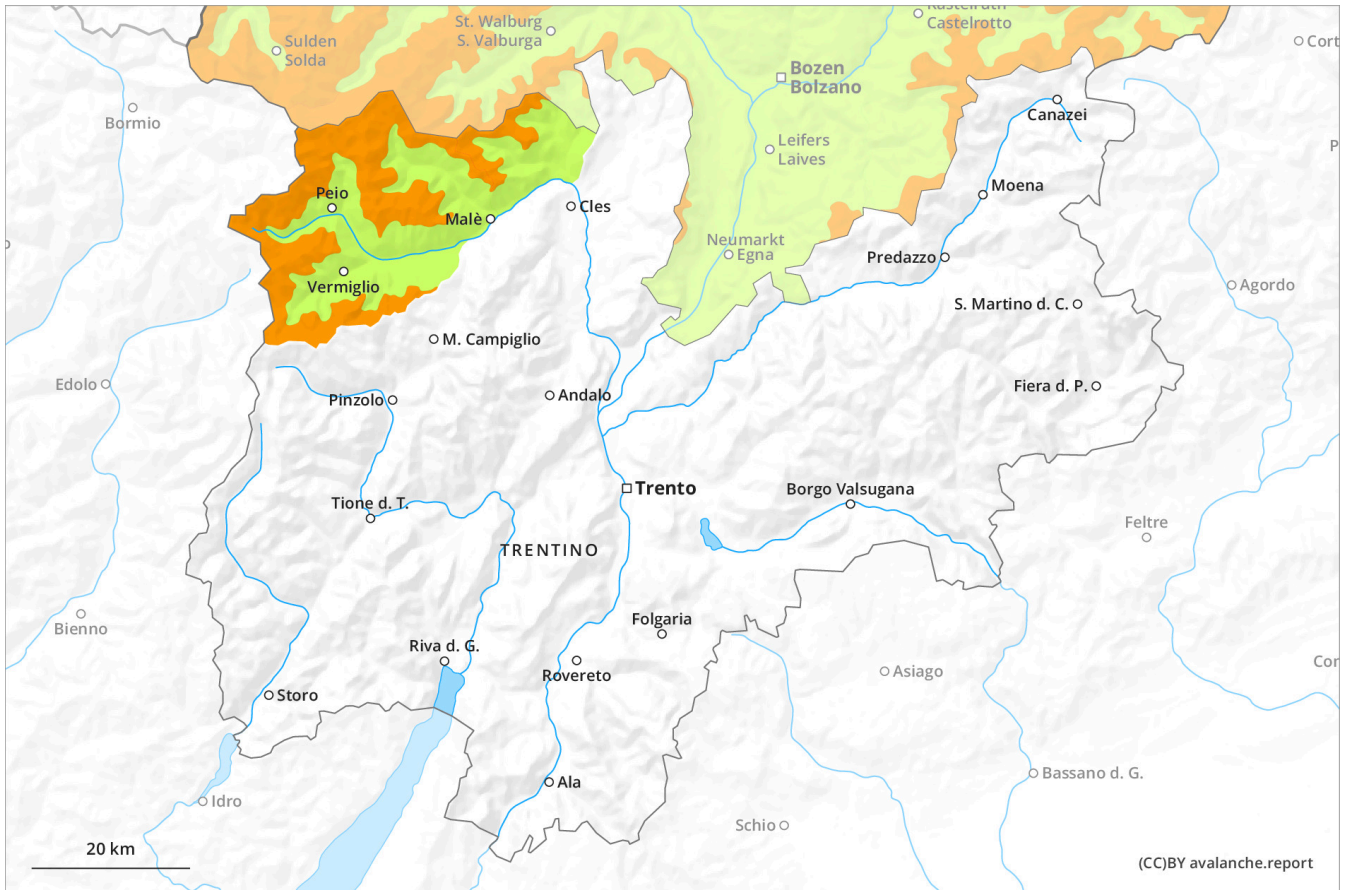 Kastelruth
Castelrotto
St. Walburg
S. Valburga
Sulden
Solda
Cort
Bozen
Bolzano
Bormio
Canazei
Leifers
Laives
P
Moena
Peio
Cles
Malè
Neumarkt
Egna
Predazzo
Vermiglio
Agordo
S. Martino d. C.
M. Campiglio
Edolo
Fiera d. P.
Andalo
Pinzolo
Trento
Borgo Valsugana
Tione d. T.
Feltre
TRENTINO
Bienno
Folgaria
Riva d. G.
Cor
Rovereto
Asiago
Storo
Bassano d. G.
Ala
Idro
Schio
20 km
(CC)BY avalanche.report